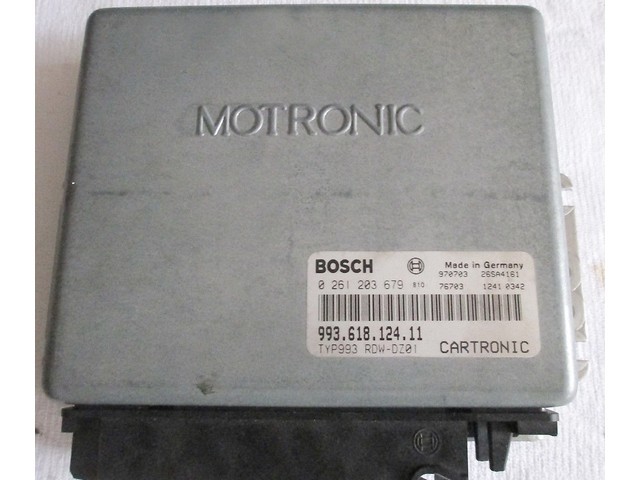 MOTRONIC
BOSCH Made in Germany
970703 26SA4161
0 261 203 679 R10 76703 1241 0342
993.618.124.11
TYP993 RDW-DZ01 CARTRONIC